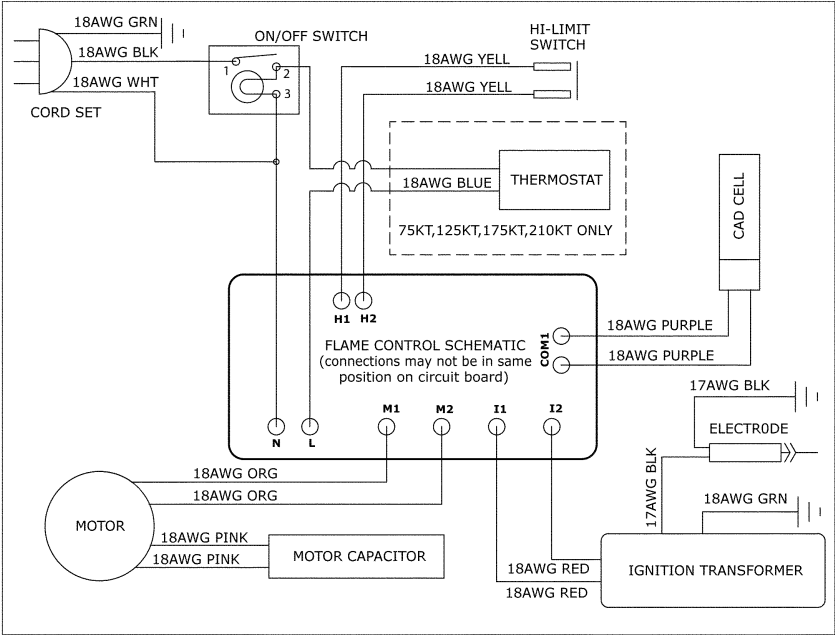 18AWG GRN
18AWG BLK
18AWG WHT
CORD SET
ON/OFF SWITCH
1
2
3
HI-LIMIT
SWITCH
18AWG YELL
18AWG YELL
THERMOSTAT
18AWG BLUE
75KT,125KT,175KT,210KT ONLY
CAD CELL
H1 H2
FLAME CONTROL SCHEMATIC
(connections may not be in same
position on circuit board)
COM1
18AWG PURPLE
18AWG PURPLE
N
L
M1
M2
I1
I2
17AWG BLK
ELECTR0DE
17AWG BLK
18AWG GRN
18AWG ORG
18AWG ORG
MOTOR
18AWG PINK
18AWG PINK
MOTOR CAPACITOR
18AWG RED
18AWG RED
IGNITION TRANSFORMER